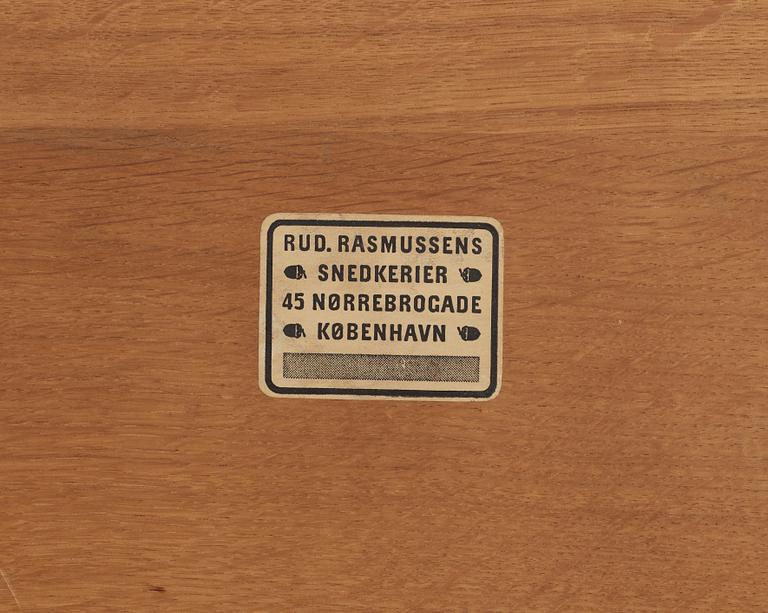 RUD. RASMUSSENS
SNEDKERIER
45 NØRREBROGADE
KØBENHAVN